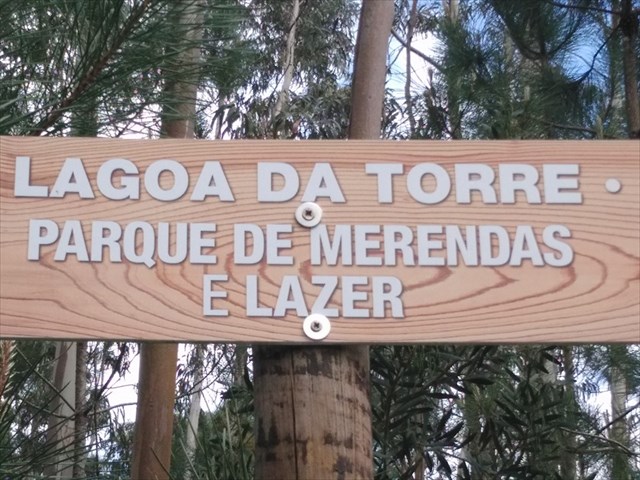 LAGOA DA TORRE •
PARQUE DE MERENDAS
E LAZER